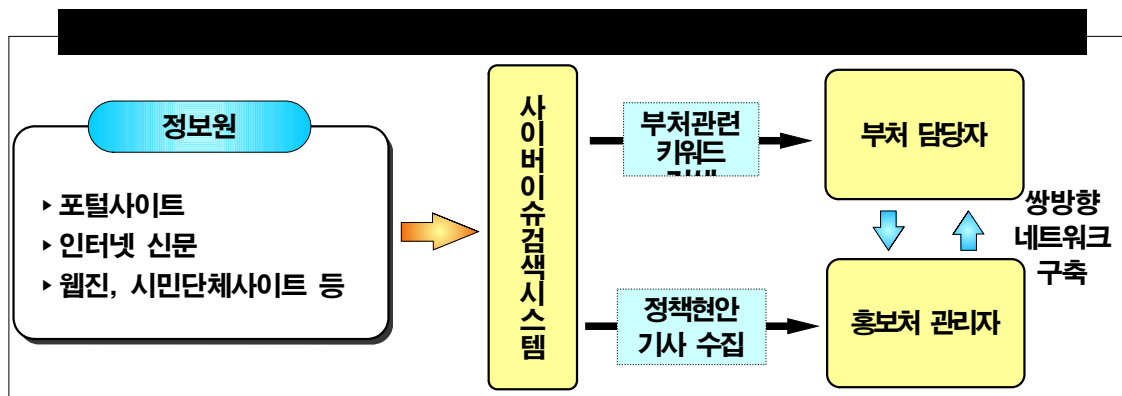 정보원
▸ 포털사이트
▸ 인터넷 신문
▸ 웹진, 시민단체사이트 등
사이버이슈검색시스템
부처관련
키워드
정책현안
기사 수집
부처 담당자
쌍방향
네트워크
구축
홍보처 관리자